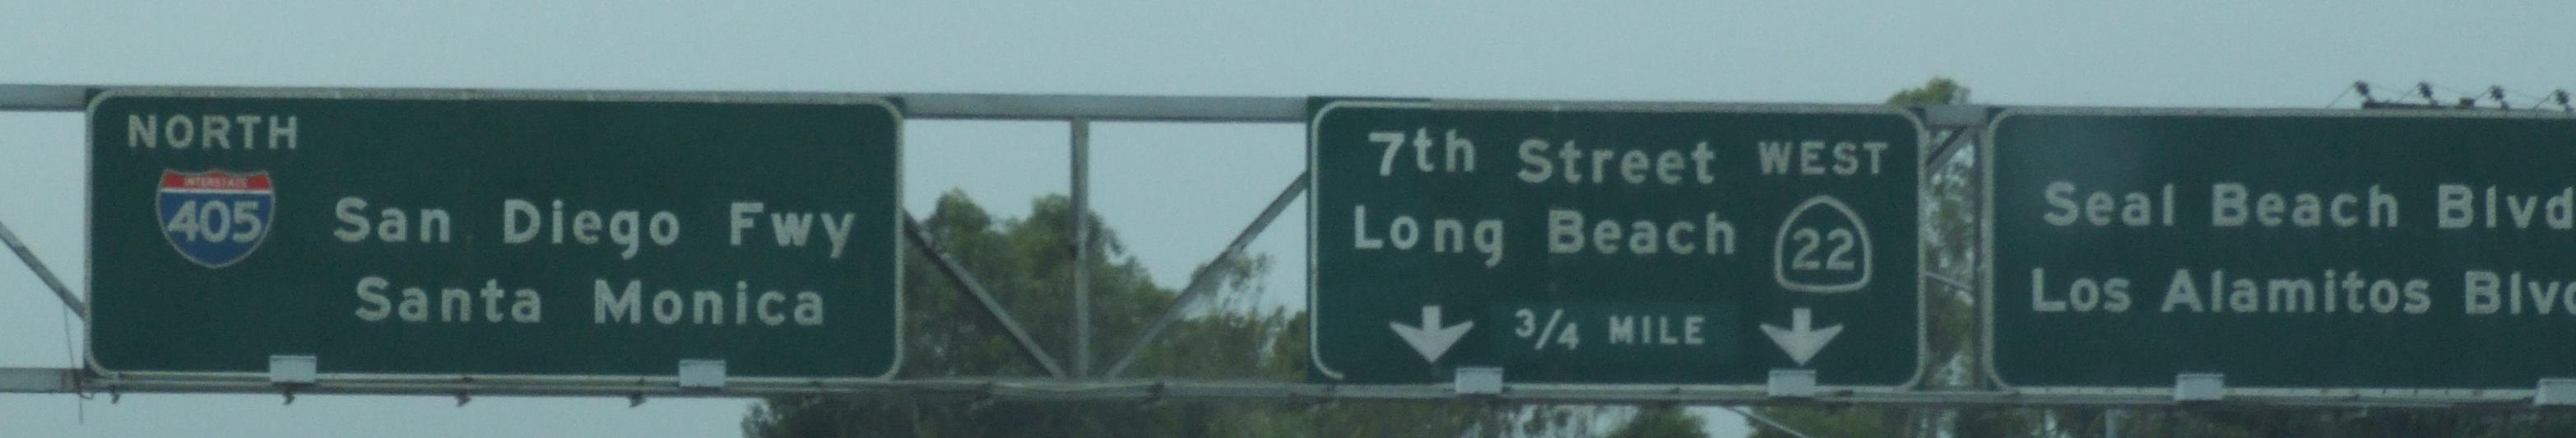 NORTH
INTERSTATE
405
San Diego Fwy
Santa Monica
7th Street WEST
Long Beach
22
3/4 MILE
Seal Beach Blvd
Los Alamitos Blvd